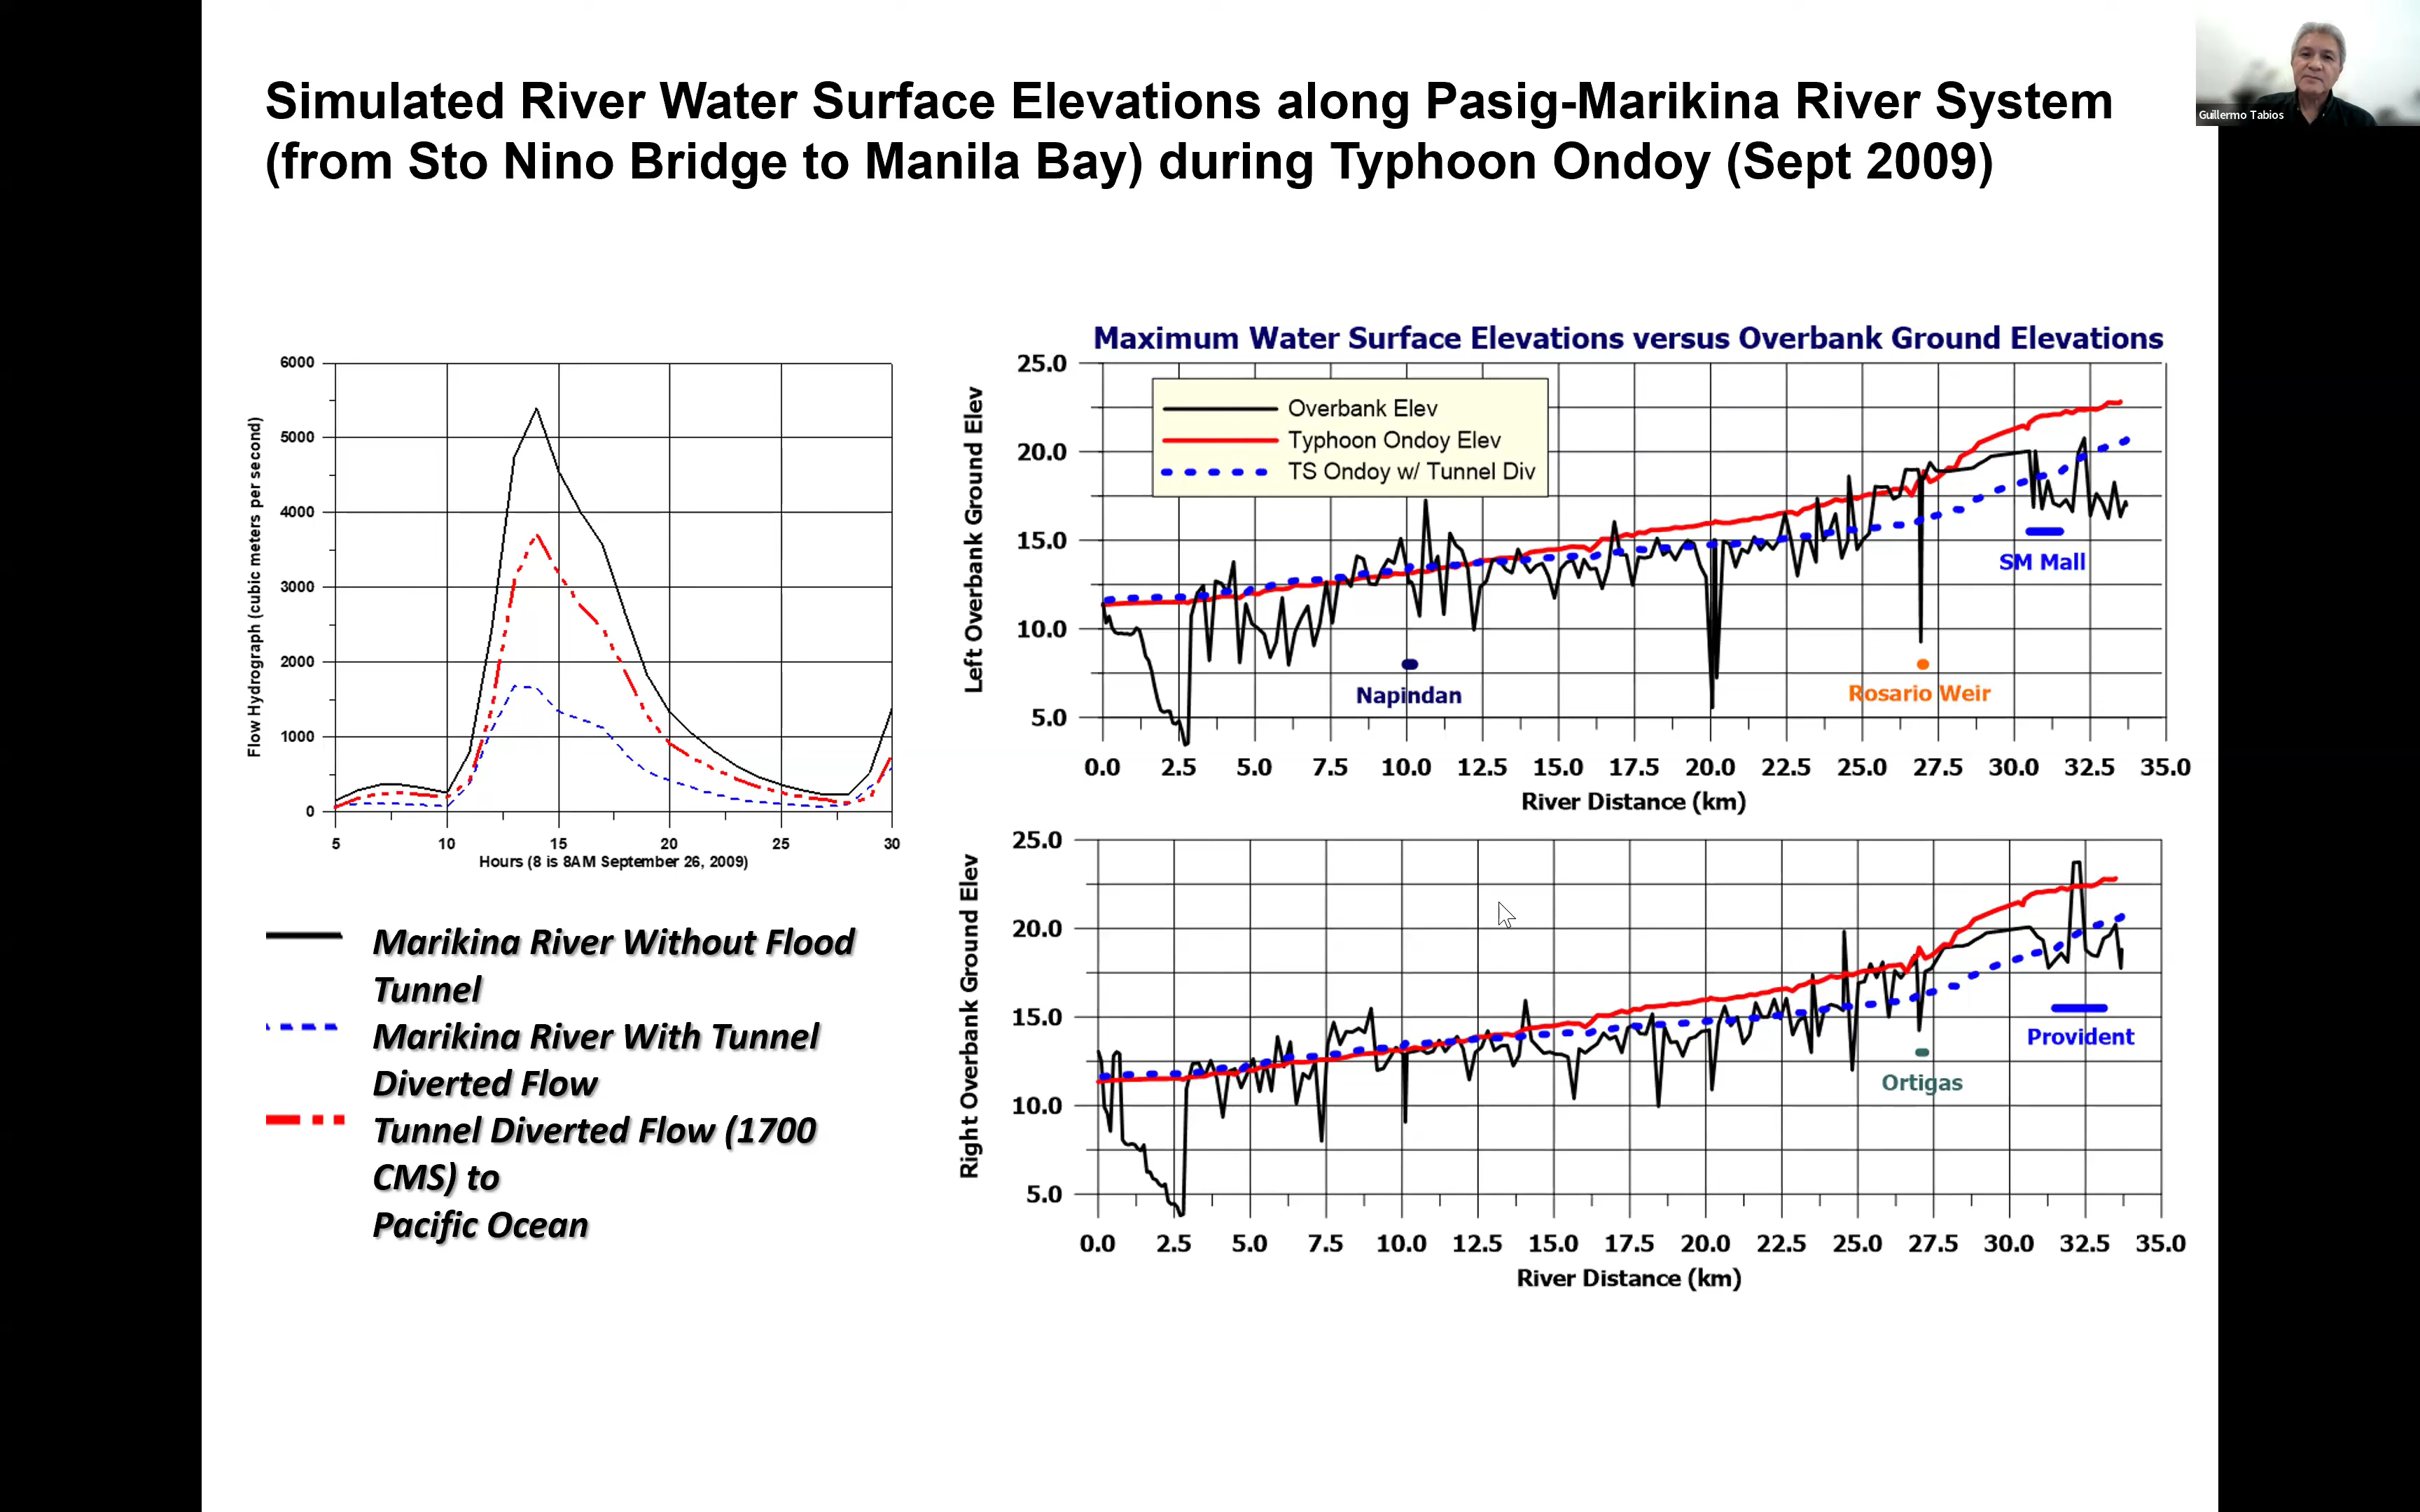 Simulated River Water Surface Elevations along Pasig-Marikina River System
(from Sto Nino Bridge to Manila Bay) during Typhoon Ondoy (Sept 2009)
Guillermo Tabios
6000
5000
4000
3000
2000
1000
0
Flow Hydrograph (cubic meters per second)
5 10 15 20 25 30
Hours (8 is 8AM September 26, 2009)
Marikina River Without Flood
Tunnel
Marikina River With Tunnel
Diverted Flow
Tunnel Diverted Flow (1700
CMS) to
Pacific Ocean
Maximum Water Surface Elevations versus Overbank Ground Elevations
Left Overbank Ground Elev
25.0
20.0
15.0
10.0
5.0
Overbank Elev
Typhoon Ondoy Elev
TS Ondoy w/ Tunnel Div
SM Mall
Napindan
Rosario Weir
0.0 2.5 5.0 7.5 10.0 12.5 15.0 17.5 20.0 22.5 25.0 27.5 30.0 32.5 35.0
River Distance (km)
Right Overbank Ground Elev
25.0
20.0
15.0
10.0
5.0
Provident
Ortigas
0.0 2.5 5.0 7.5 10.0 12.5 15.0 17.5 20.0 22.5 25.0 27.5 30.0 32.5 35.0
River Distance (km)